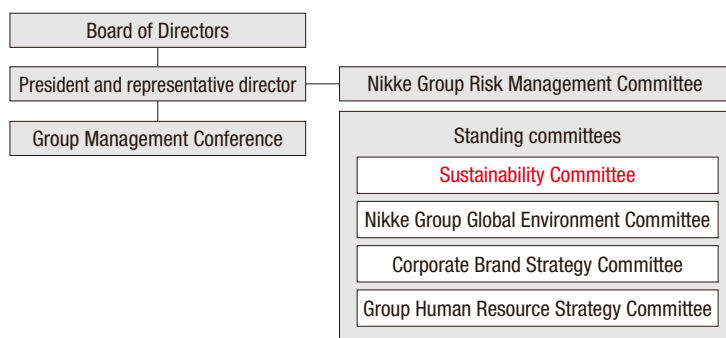 Board of Directors
President and representative director
Nikke Group Risk Management Committee
Group Management Conference
Standing committees
Sustainability Committee
Nikke Group Global Environment Committee
Corporate Brand Strategy Committee
Group Human Resource Strategy Committee